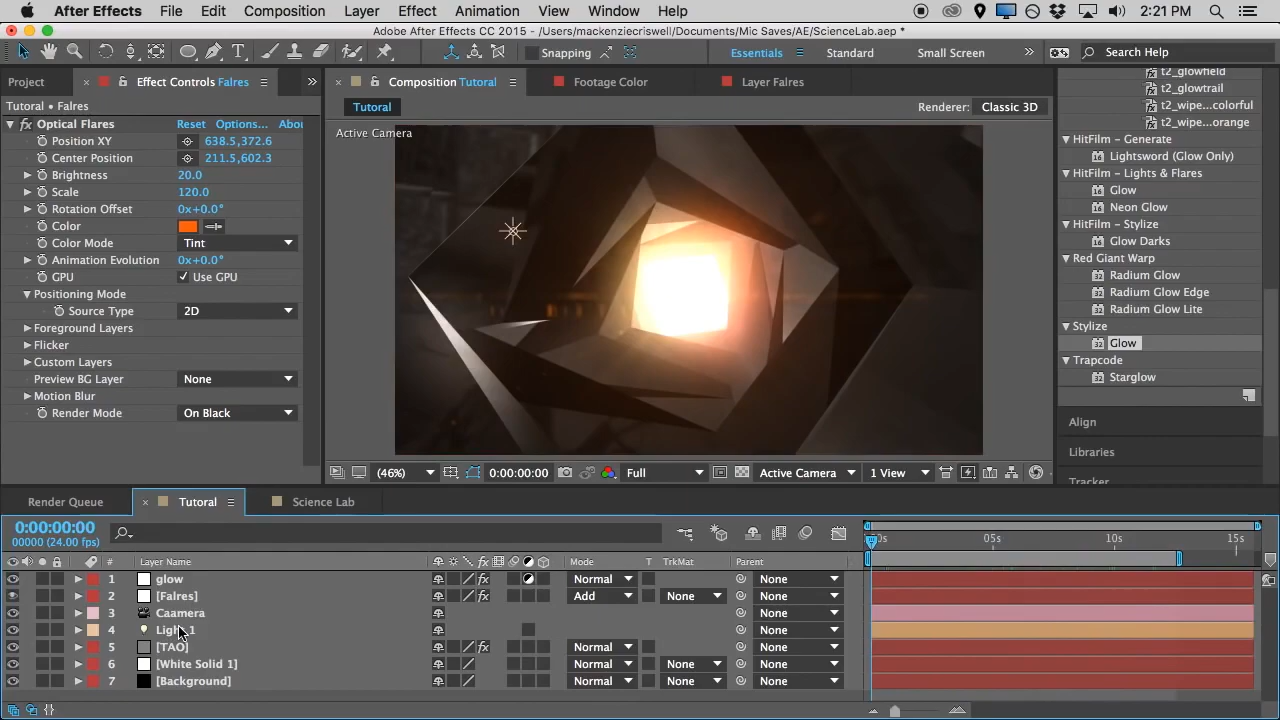 After Effects File Edit Composition Layer Effect Animation View Window Help 2:21 PM
Adobe After Effects CC 2015 - /Users/mackenziecriswell/Documents/Mic Saves/AE/ScienceLab.aep *
Snapping Essentials Standard Small Screen Search Help
Project Effect Controls Falres Composition Tutorial Footage Color Layer Falres
Tutorial • Falres
Tutorial Renderer: Classic 3D
Active Camera
fx Optical Flares Reset Options... Abou
Position XY 638.5,372.6
Center Position 211.5,602.3
Brightness 20.0
Scale 120.0
Rotation Offset 0x+0.0°
Color
Color Mode Tint
Animation Evolution 0x+0.0°
GPU Use GPU
Positioning Mode
Source Type 2D
Foreground Layers
Flicker
Custom Layers
Preview BG Layer None
Motion Blur
Render Mode On Black
t2_glowfield
t2_glowtrail
t2_wipe...colorful
t2_wipe...orange
HitFilm - Generate
Lightsword (Glow Only)
HitFilm - Lights & Flares
Glow
Neon Glow
HitFilm - Stylize
Glow Darks
Red Giant Warp
Radium Glow
Radium Glow Edge
Radium Glow Lite
Stylize
Glow
Trapcode
Starglow
Align
Libraries
Tracker
(46%) 0:00:00:00 Full Active Camera 1 View
Render Queue Tutorial Science Lab
0:00:00:00
00000 (24.00 fps)
05s 10s 15s
# Layer Name Mode T TrkMat Parent
1 glow Normal None
2 [Falres] Add None None
3 Caamera None
4 Light 1 None
5 [TAO] Normal None
6 [White Solid 1] Normal None None
7 [Background] Normal None None